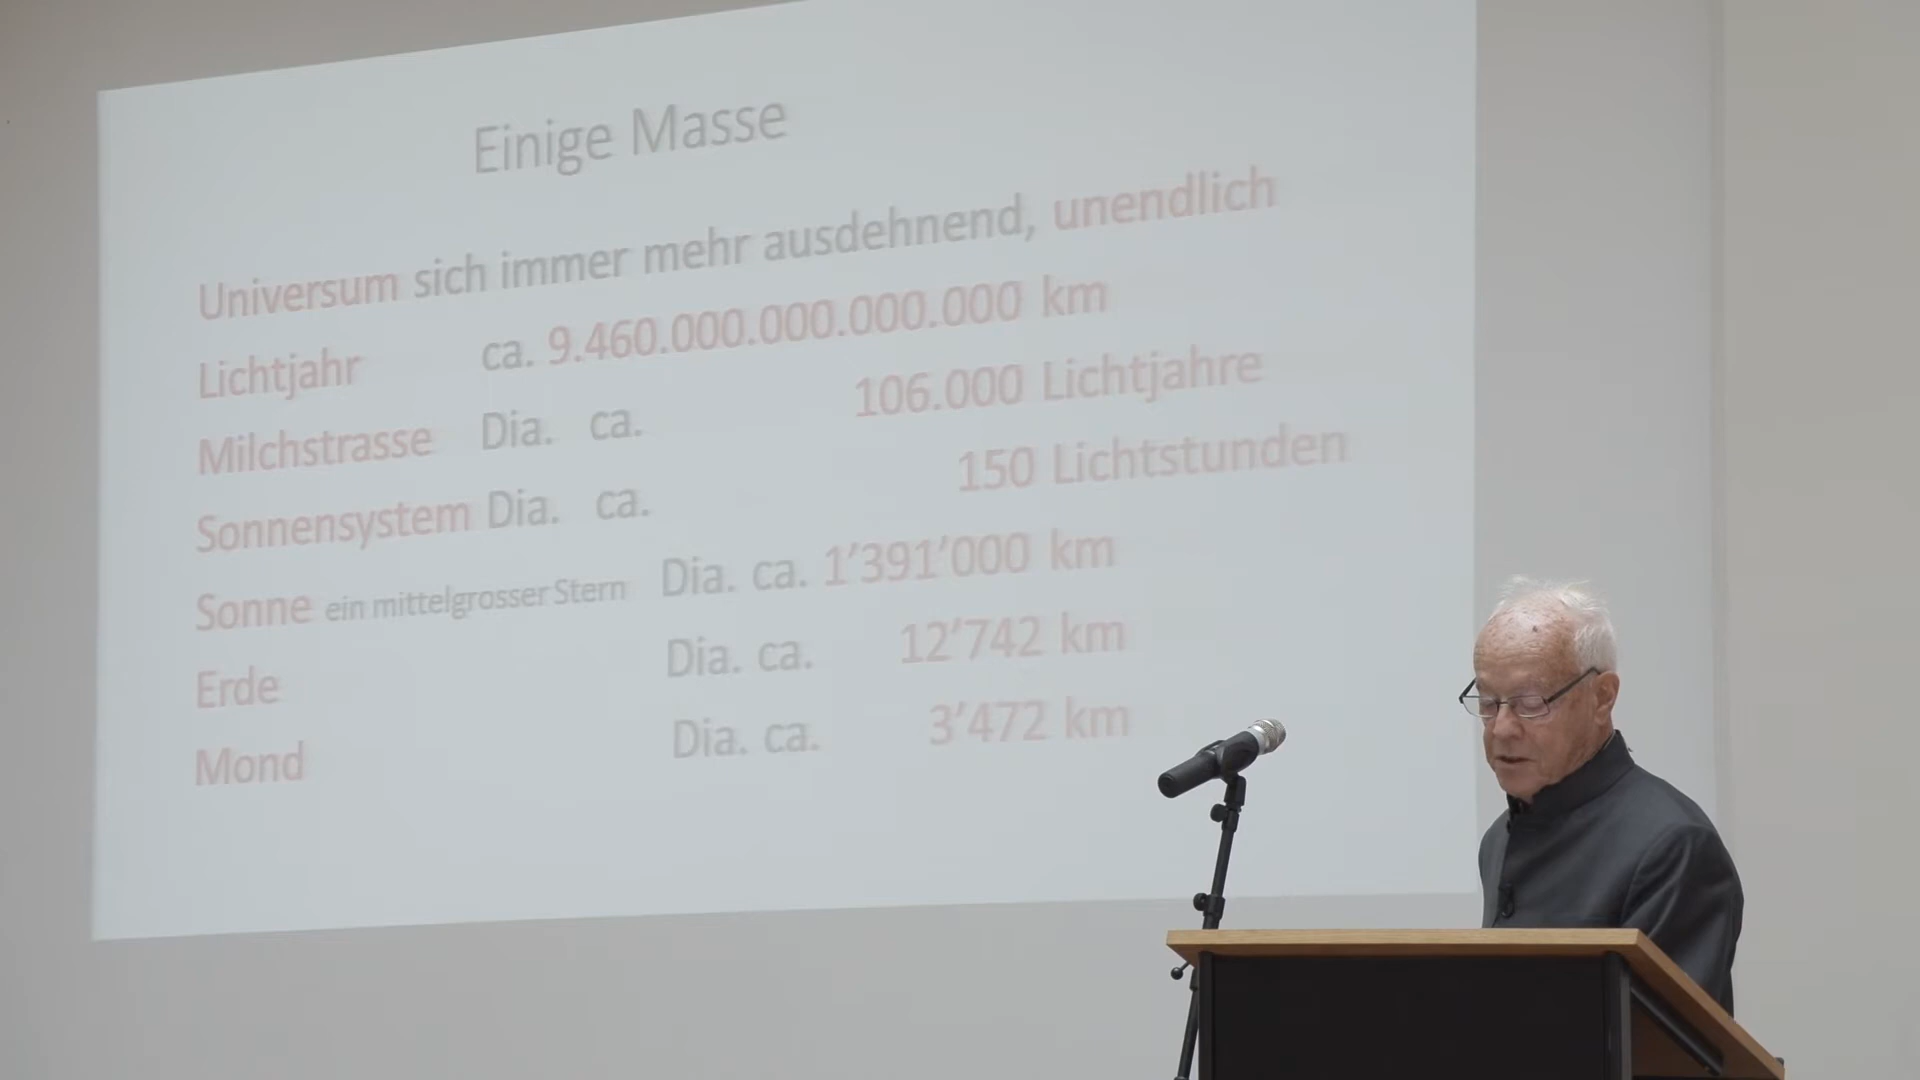 Einige Masse
Universum sich immer mehr ausdehnend, unendlich
Lichtjahr ca. 9.460.000.000.000.000 km
Milchstrasse Dia. ca. 106.000 Lichtjahre
Sonnensystem Dia. ca. 150 Lichtstunden
Sonne ein mittelgrosser Stern Dia. ca. 1’391’000 km
Erde Dia. ca. 12’742 km
Mond Dia. ca. 3’472 km